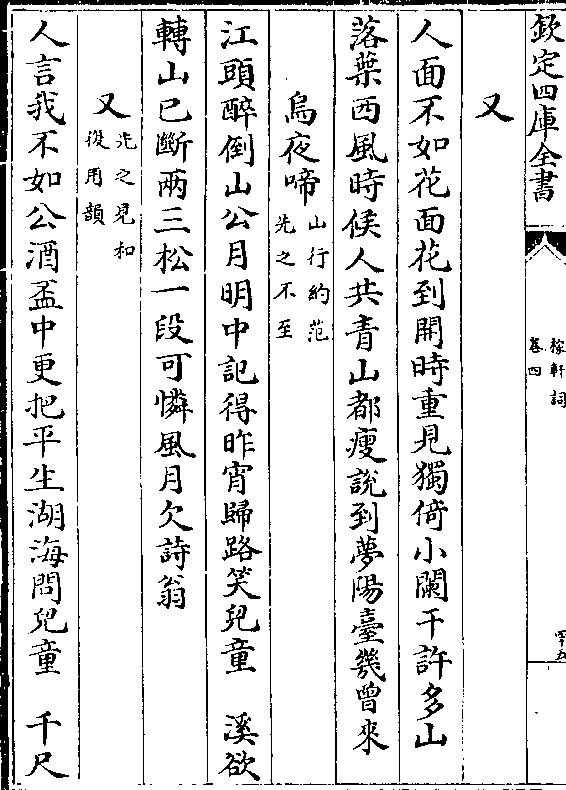 欽定四庫全書
稼軒詞
卷四
四十五
又
人面不如花面花到開時重見獨倚小闌干許多山
落葉西風時候人共青山都瘦說到夢陽臺幾曾來
烏夜啼
山行約范
先之不至
江頭醉倒山公月明中記得昨宵歸路笑兒童　溪欲
轉山已斷兩三松一段可憐風月欠詩翁
又
先之見和
復用韻
人言我不如公酒盃中更把平生湖海問兒童　千尺